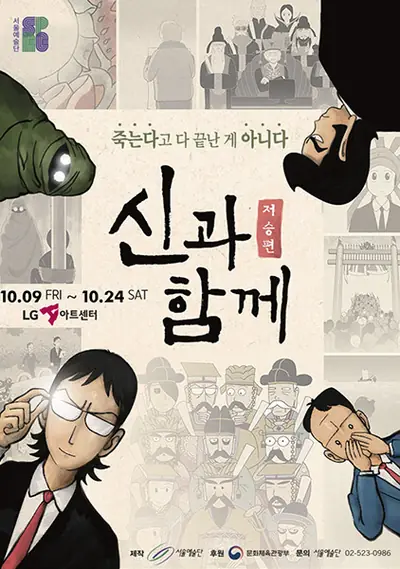 서울예술단
죽는다고 다 끝난 게 아니다
신과
함께
저승편
10.09 FRI ~ 10.24 SAT
LG 아트센터
제작 서울예술단 후원 문화체육관광부 문의 서울예술단 02-523-0986